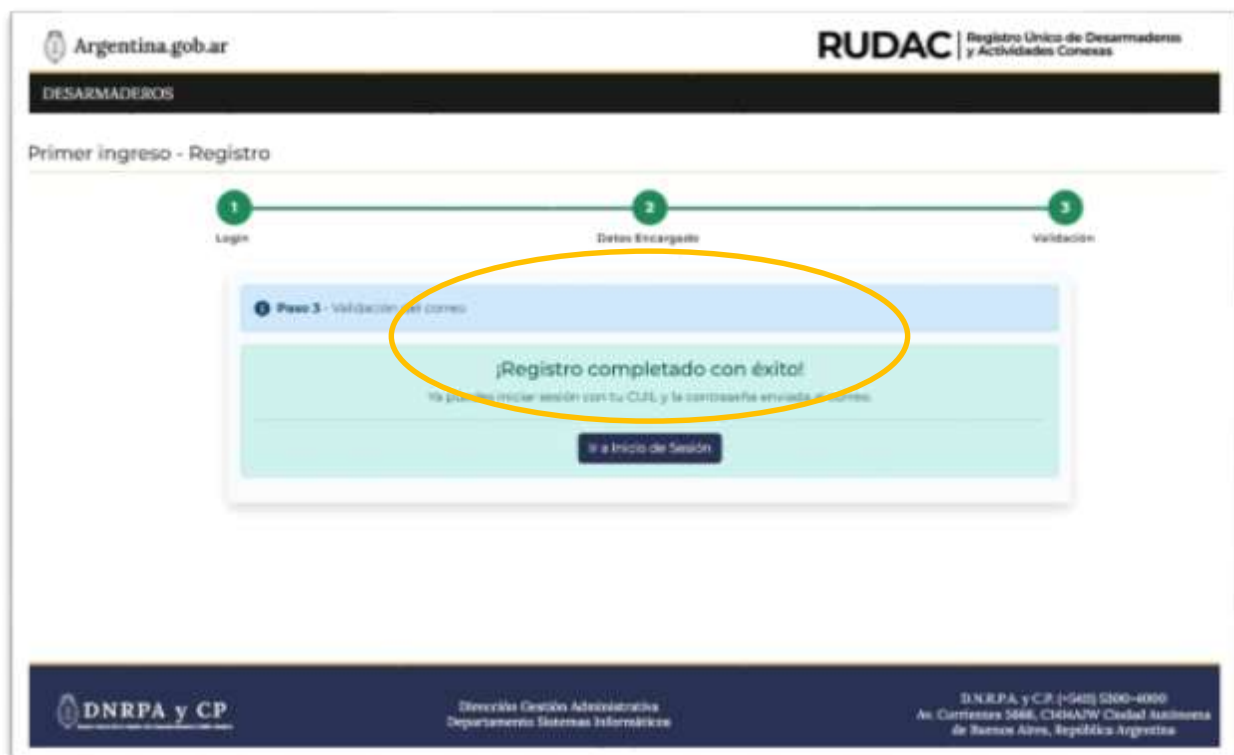 Argentina.gob.ar
RUDAC
Registro Único de Desarmaderos
y Actividades Conexas
DESARMADEROS
Primer ingreso - Registro
1
2
3
Login
Datos Encargado
Validación
Paso 3 - Validación del correo
¡Registro completado con éxito!
Ya puedes iniciar sesión con tu CUIL y la contraseña enviada al correo.
Ir a Inicio de Sesión
DNRPA y CP
Dirección Gestión Administrativa
Departamento Sistemas Informáticos
D.N.R.P.A. y C.P. (+5411) 5300-4000
Av. Corrientes Ciudad Autónoma
de Buenos Aires, República Argentina